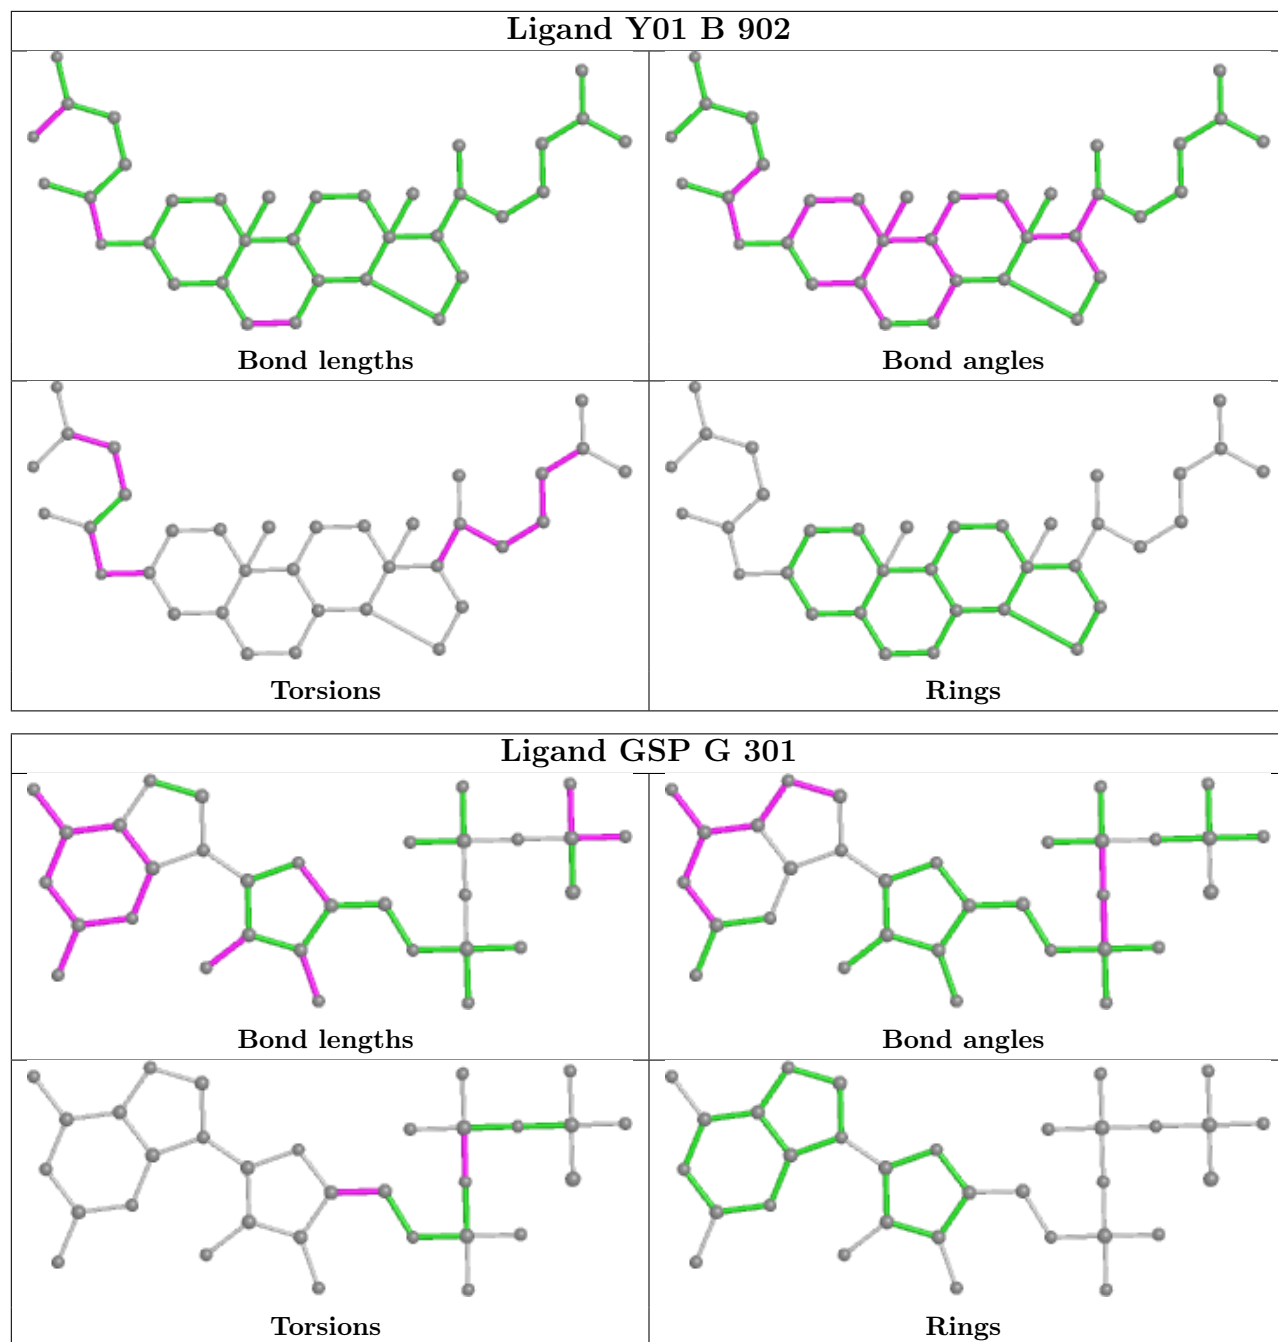 Ligand Y01 B 902
Bond lengths
Bond angles
Torsions
Rings
Ligand GSP G 301
Bond lengths
Bond angles
Torsions
Rings